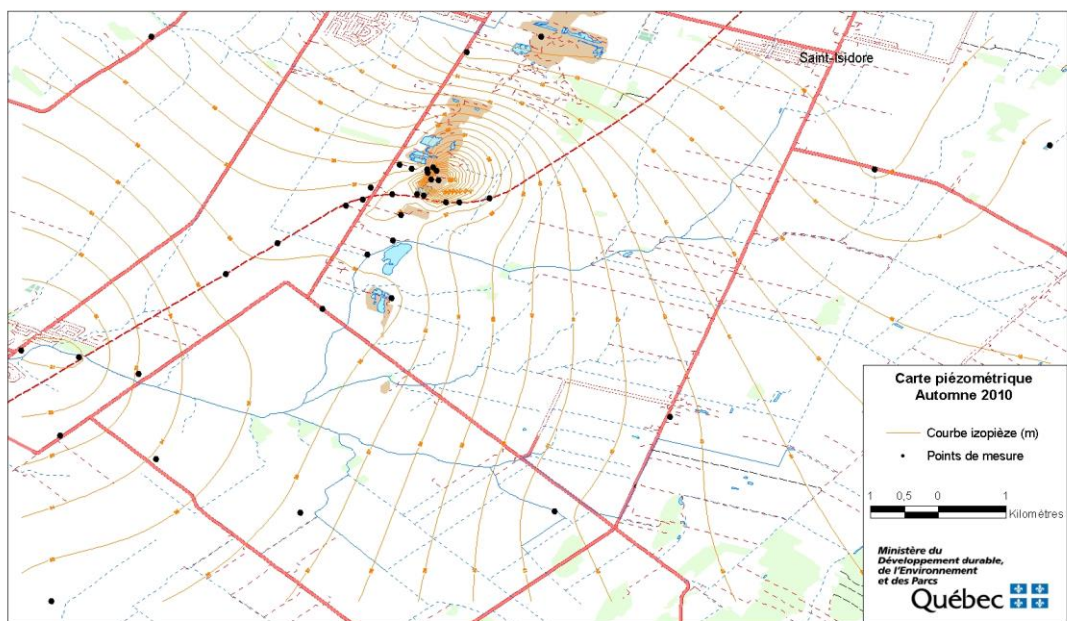 Saint-Isidore
Carte piézométrique
Automne 2010
Courbe izopièze (m)
Points de mesure
1 0,5 0 1
Kilomètres
Ministère du
Développement durable,
de l'Environnement
et des Parcs
Québec